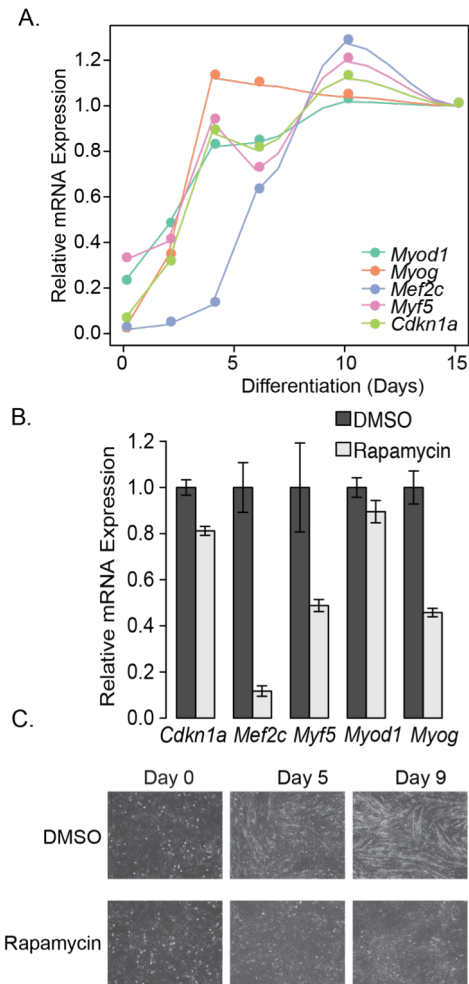 A.
Relative mRNA Expression
1.2
1.0
0.8
0.6
0.4
0.2
0.0
Myod1
Myog
Mef2c
Myf5
Cdkn1a
0 5 10 15
Differentiation (Days)
B.
DMSO
Rapamycin
Relative mRNA Expression
1.2
1.0
0.8
0.6
0.4
0.2
0.0
Cdkn1a Mef2c Myf5 Myod1 Myog
C.
Day 0 Day 5 Day 9
DMSO
Rapamycin